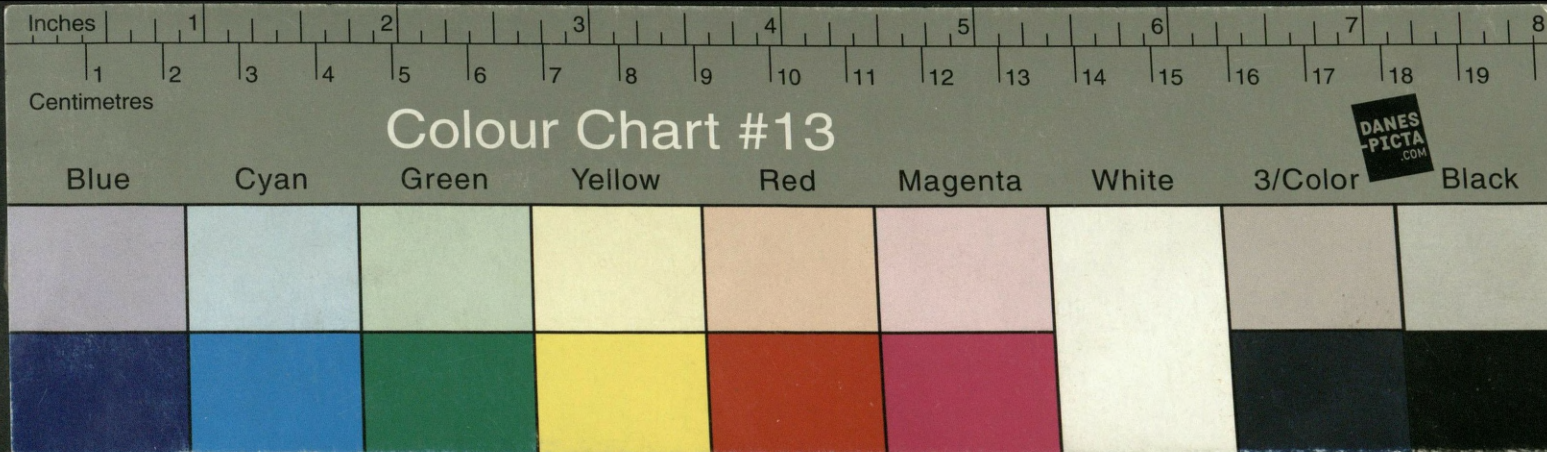 Inches 1 2 3 4 5 6 7 8
1 2 3 4 5 6 7 8 9 10 11 12 13 14 15 16 17 18 19
Centimetres
Colour Chart #13
DANES
-PICTA
.COM
Blue Cyan Green Yellow Red Magenta White 3/Color Black